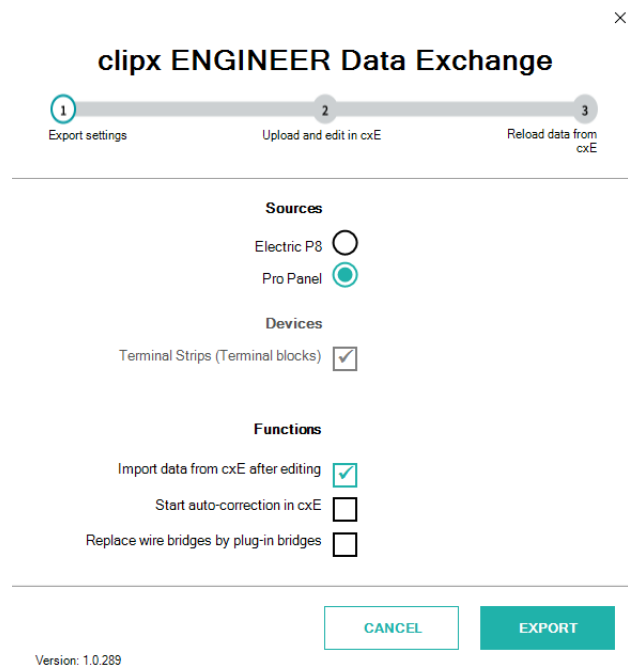 clipx ENGINEER Data Exchange
1
2
3
Export settings
Upload and edit in cxE
Reload data from
cxE
Sources
Electric P8
Pro Panel
Devices
Terminal Strips (Terminal blocks)
Functions
Import data from cxE after editing
Start auto-correction in cxE
Replace wire bridges by plug-in bridges
CANCEL
EXPORT
Version: 1.0.289